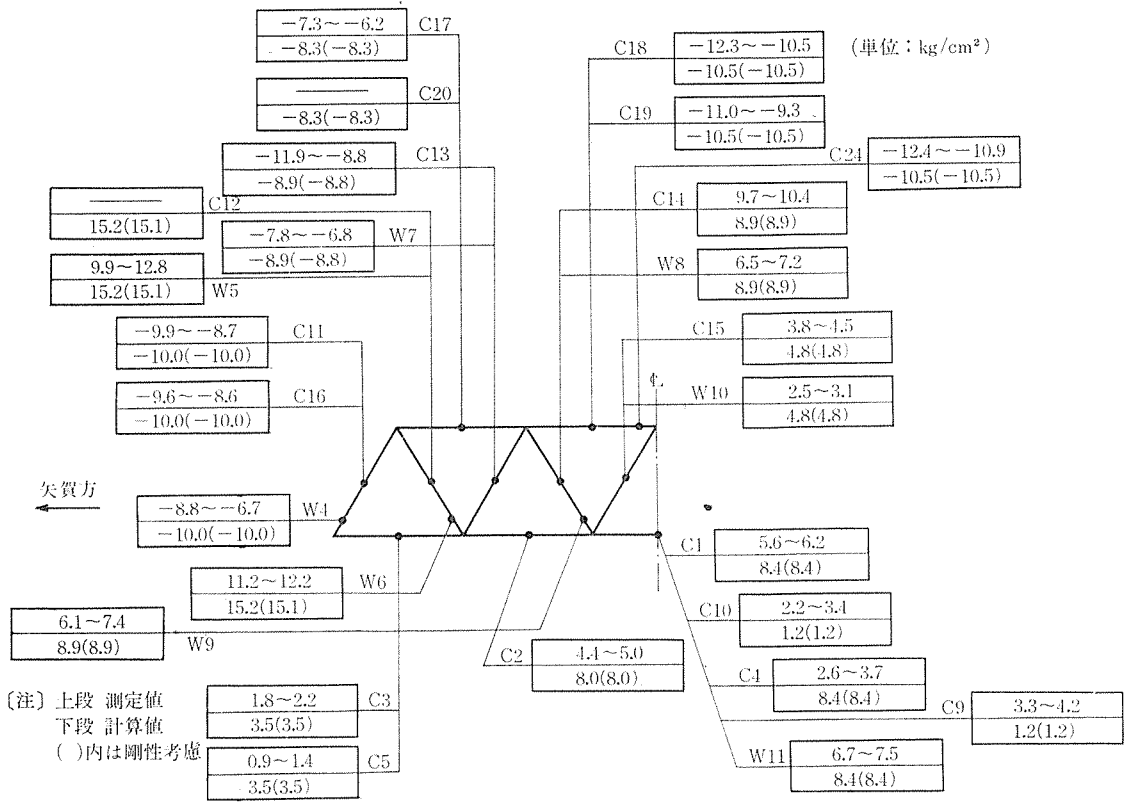 -7.3～-6.2 C17
-8.3(-8.3)
C18 -12.3～-10.5 (単位：kg/cm²)
-10.5(-10.5)
C20
-8.3(-8.3)
C19 -11.0～-9.3
-10.5(-10.5)
-11.9～-8.8 C13
-8.9(-8.8)
C24 -12.4～-10.9
-10.5(-10.5)
C12
15.2(15.1)
C14 9.7～10.4
8.9(8.9)
-7.8～-6.8 W7
-8.9(-8.8)
9.9～12.8
15.2(15.1) W5
W8 6.5～7.2
8.9(8.9)
-9.9～-8.7 C11
-10.0(-10.0)
C15 3.8～4.5
4.8(4.8)
-9.6～-8.6 C16
-10.0(-10.0)
℄
W10 2.5～3.1
4.8(4.8)
矢賀方
-8.8～-6.7 W4
-10.0(-10.0)
C1 5.6～6.2
8.4(8.4)
11.2～12.2 W6
15.2(15.1)
C10 2.2～3.4
1.2(1.2)
6.1～7.4
8.9(8.9) W9
C2 4.4～5.0
8.0(8.0)
C4 2.6～3.7
8.4(8.4)
C9 3.3～4.2
1.2(1.2)
W11 6.7～7.5
8.4(8.4)
1.8～2.2 C3
3.5(3.5)
0.9～1.4 C5
3.5(3.5)
〔注〕上段 測定値
下段 計算値
( )内は剛性考慮